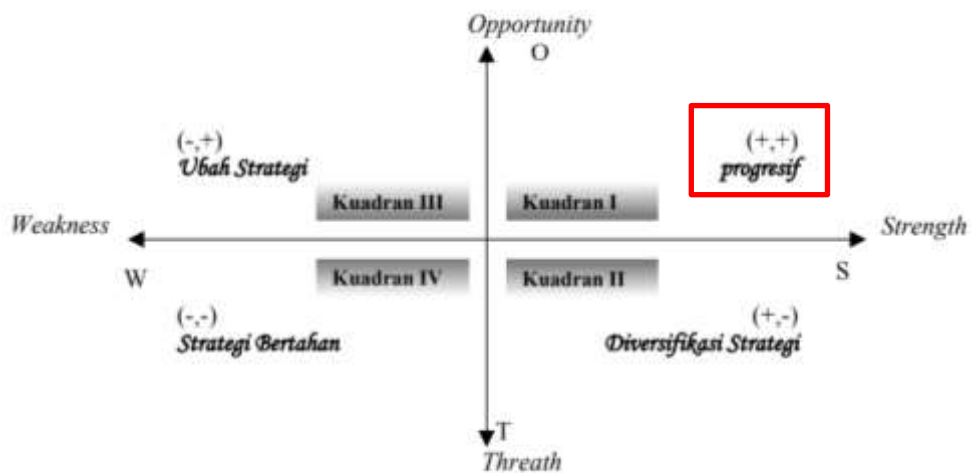 Opportunity
O
(-,+)
Ubah Strategi
(+,+)
progresif
Kuadran III
Kuadran I
Weakness
Strength
W
S
Kuadran IV
Kuadran II
(-,-)
Strategi Bertahan
(+,-)
Diversifikasi Strategi
T
Threath